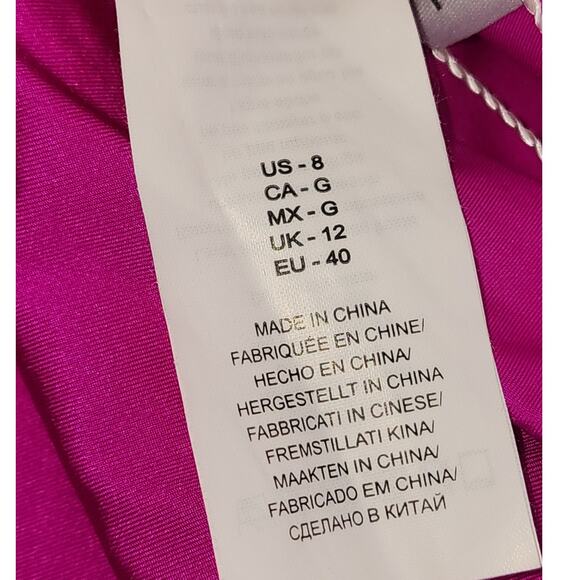 US - 8
CA - G
MX - G
UK - 12
EU - 40
MADE IN CHINA
FABRIQUÉE EN CHINE/
HECHO EN CHINA/
HERGESTELLT IN CHINA
FABBRICATI IN CINESE/
FREMSTILLATI KINA/
MAAKTEN IN CHINA/
FABRICADO EM CHINA/
СДЕЛАНО В КИТАЙ